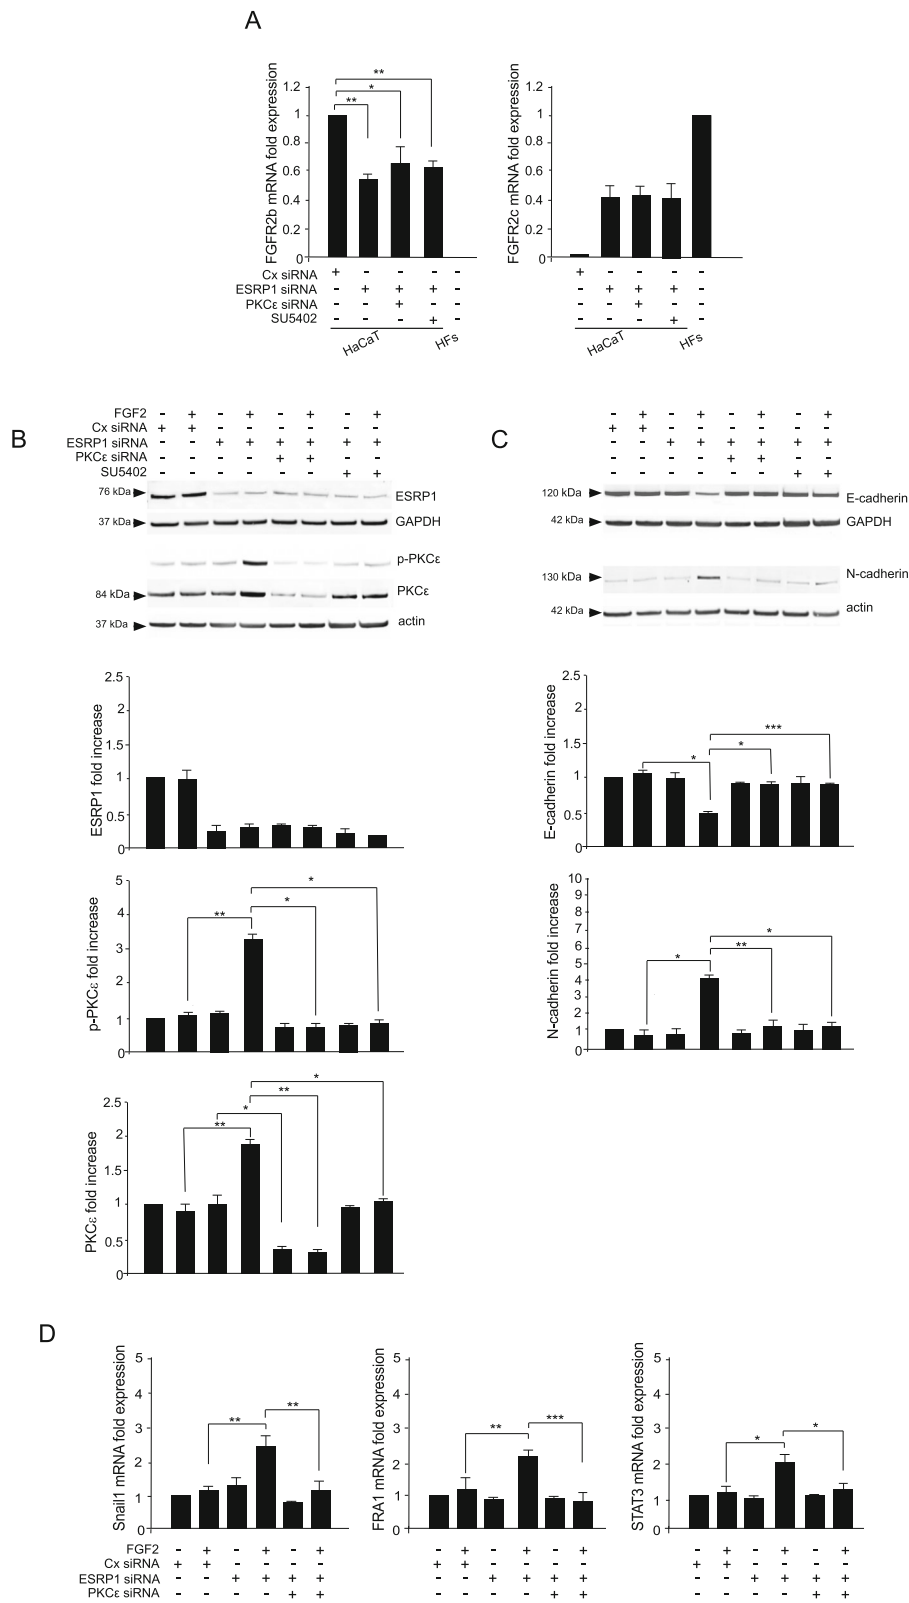 A
FGFR2b mRNA fold expression
1.2
1
0.8
0.6
0.4
0.2
0
**
*
**
FGFR2c mRNA fold expression
1.2
1
0.8
0.6
0.4
0.2
0
Cx siRNA + - - - - + - - - -
ESRP1 siRNA - + + + - - + + + -
PKCε siRNA - - + - - - - + - -
SU5402 - - - + - - - - + -
HaCaT HFs HaCaT HFs
B
FGF2 - + - + - + - +
Cx siRNA + + - - - - - -
ESRP1 siRNA - - + + + + + +
PKCε siRNA - - - - + + - -
SU5402 - - - - - - + +
76 kDa ESRP1
37 kDa GAPDH
p-PKCε
84 kDa PKCε
37 kDa actin
ESRP1 fold increase
2.5
2
1.5
1
0.5
0
p-PKCε fold increase
5
4
3
2
1
0
*
*
**
PKCε fold increase
2.5
2
1.5
1
0.5
0
*
**
*
**
C
- + - + - + - +
+ + - - - - - -
- - + + + + + +
- - - - + + - -
- - - - - - + +
120 kDa E-cadherin
42 kDa GAPDH
130 kDa N-cadherin
42 kDa actin
E-cadherin fold increase
2.5
2
1.5
1
0.5
0
***
*
*
N-cadherin fold increase
10
9
8
7
6
5
4
3
2
1
0
*
**
*
D
Snail1 mRNA fold expression
5
4
3
2
1
0
** **
FRA1 mRNA fold expression
5
4
3
2
1
0
** ***
STAT3 mRNA fold expression
5
4
3
2
1
0
* *
FGF2 - + - + - + - + - + - + - + - + - +
Cx siRNA + + - - - - + + - - - - + + - - - -
ESRP1 siRNA - - + + + + - - + + + + - - + + + +
PKCε siRNA - - - - + + - - - - + + - - - - + +